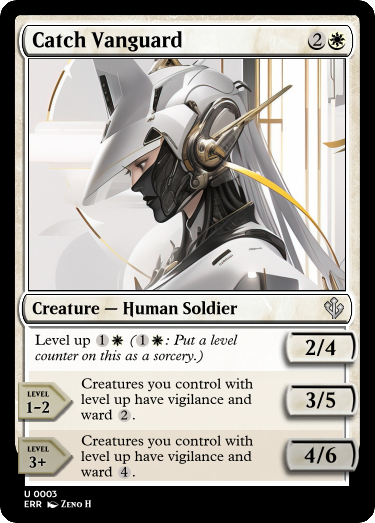 Catch Vanguard 2
Creature — Human Soldier
Level up 1 (1 : Put a level
counter on this as a sorcery.)
2/4
LEVEL
1-2
Creatures you control with
level up have vigilance and
ward 2.
3/5
LEVEL
3+
Creatures you control with
level up have vigilance and
ward 4.
4/6
U 0003
ERR Zeno H